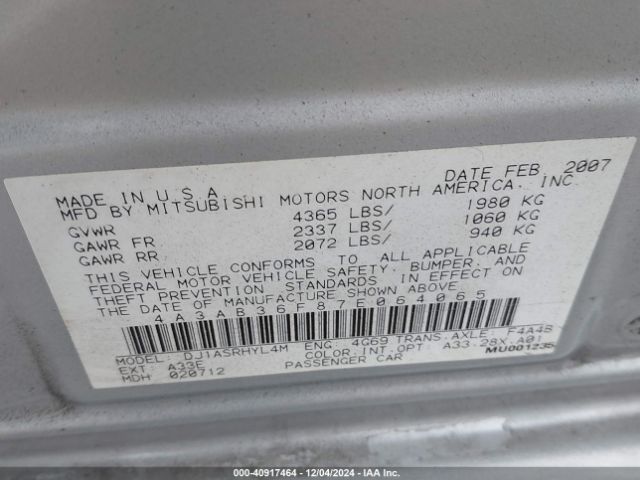 MADE IN U.S.A. DATE FEB. 2007
MFD BY MITSUBISHI MOTORS NORTH AMERICA, INC.
GVWR 4365 LBS/ 1980 KG
GAWR FR 2337 LBS/ 1060 KG
GAWR RR 2072 LBS/ 940 KG
THIS VEHICLE CONFORMS TO ALL APPLICABLE
FEDERAL MOTOR VEHICLE SAFETY, BUMPER, AND
THEFT PREVENTION STANDARDS IN EFFECT ON
THE DATE OF MANUFACTURE SHOWN ABOVE.
4A3AB36F87E064065
MODEL: DJ1ASRHYL4M ENG: 4G69 TRANS.AXLE: F4A4B
EXT: A33E COLOR,INT,OPT: A33-28X,A01
MDH: 020712 PASSENGER CAR MU001235
000-40917464 - 12/04/2024 - IAA Inc.